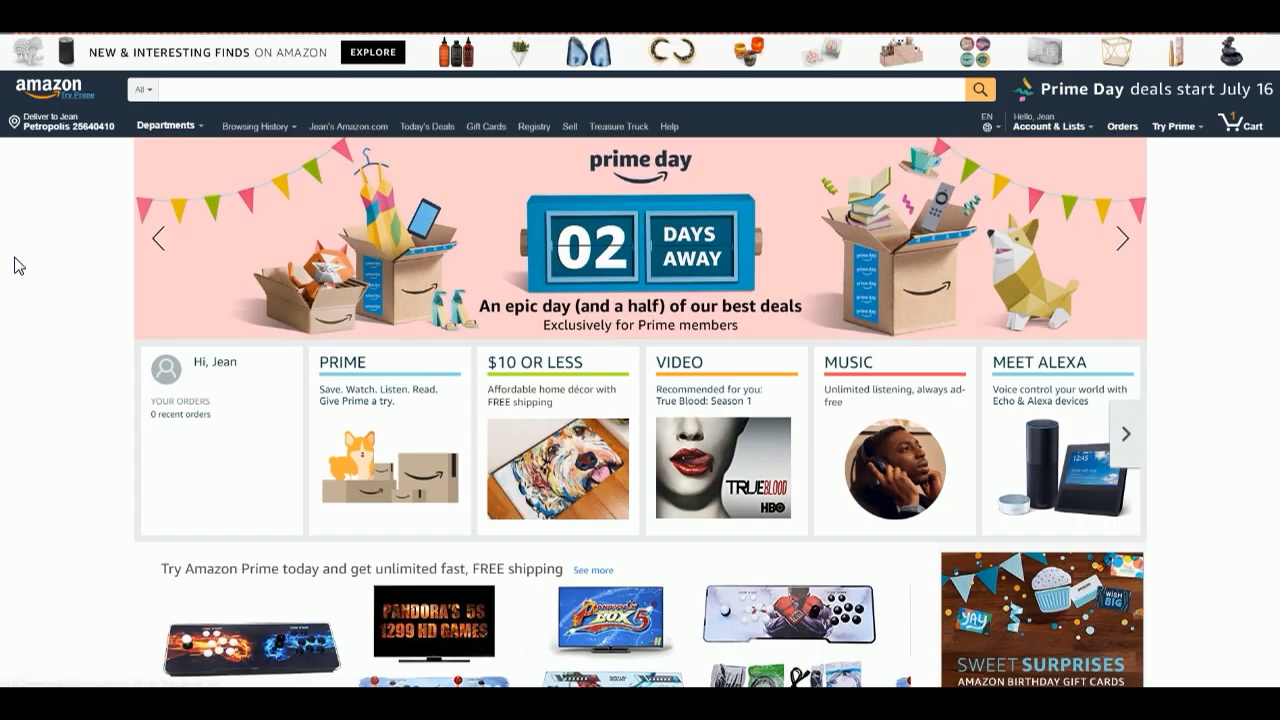 NEW & INTERESTING FINDS ON AMAZON EXPLORE
amazon
Try Prime
All
Prime Day deals start July 16
Deliver to Jean
Petropolis 25640410
Departments Browsing History Jean's Amazon.com Today's Deals Gift Cards Registry Sell Treasure Truck Help
EN
Hello, Jean
Account & Lists Orders Try Prime 1 Cart
prime day
02 DAYS AWAY
An epic day (and a half) of our best deals
Exclusively for Prime members
Hi, Jean
YOUR ORDERS
0 recent orders
PRIME
Save. Watch. Listen. Read.
Give Prime a try.
$10 OR LESS
Affordable home décor with
FREE shipping
VIDEO
Recommended for you:
True Blood: Season 1
TRUEBLOOD
HBO
MUSIC
Unlimited listening, always ad-
free
MEET ALEXA
Voice control your world with
Echo & Alexa devices
12:45
Try Amazon Prime today and get unlimited fast, FREE shipping See more
PANDORA'S 5S
1299 HD GAMES
Pandora's
Box 5
YAY
WISH
BIG
SWEET SURPRISES
AMAZON BIRTHDAY GIFT CARDS